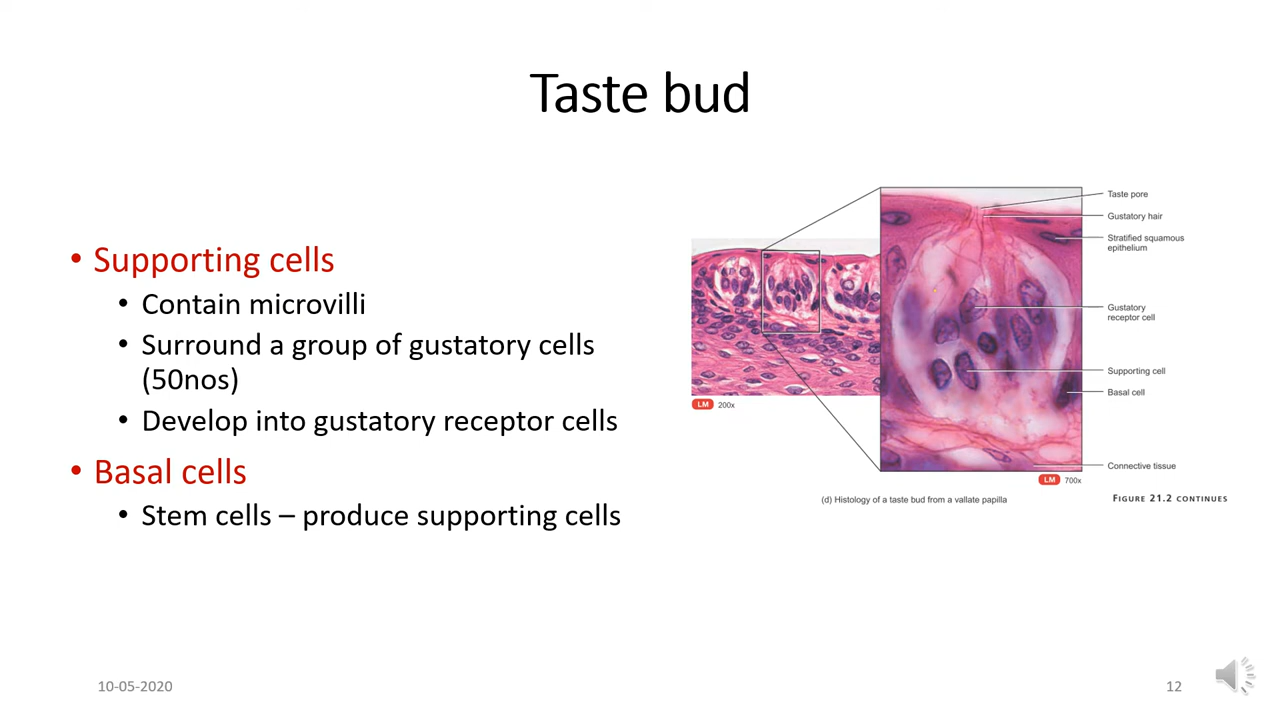 Taste bud
• Supporting cells
• Contain microvilli
• Surround a group of gustatory cells
(50nos)
• Develop into gustatory receptor cells
• Basal cells
• Stem cells – produce supporting cells
Taste pore
Gustatory hair
Stratified squamous
epithelium
Gustatory
receptor cell
Supporting cell
Basal cell
Connective tissue
LM 200x
LM 700x
(d) Histology of a taste bud from a vallate papilla
FIGURE 21.2 CONTINUES
10-05-2020
12